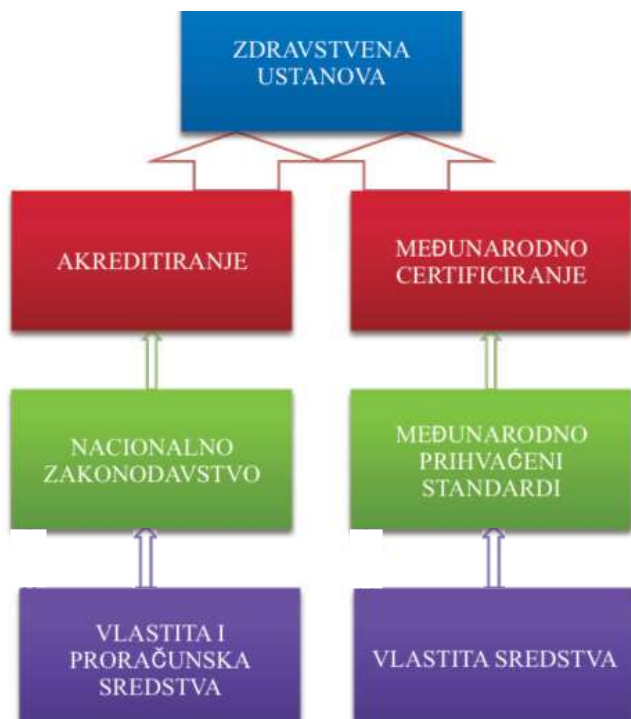 ZDRAVSTVENA
USTANOVA
AKREDITIRANJE
MEĐUNARODNO
CERTIFICIRANJE
NACIONALNO
ZAKONODAVSTVO
MEĐUNARODNO
PRIHVAĆENI
STANDARDI
VLASTITA I
PRORAČUNSKA
SREDSTVA
VLASTITA SREDSTVA